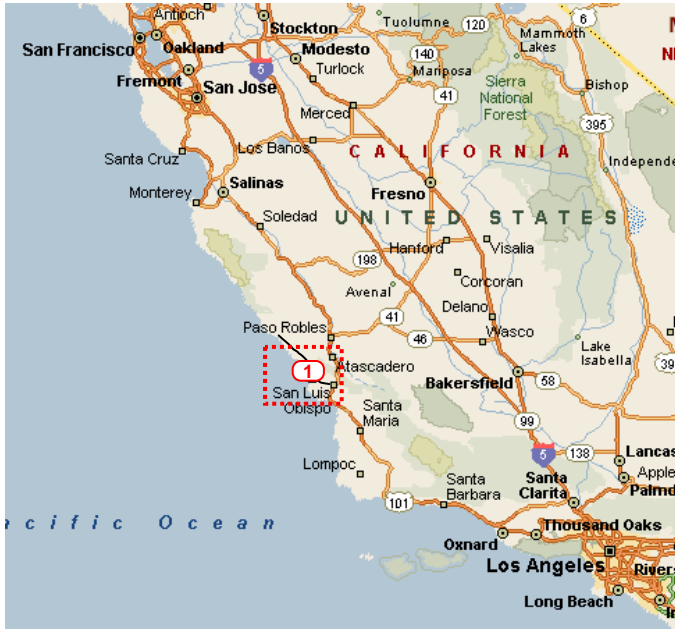 Antioch
Stockton
Tuolumne
120
6
Mammoth
Lakes
San Francisco
Oakland
Modesto
140
5
Turlock
Mariposa
Sierra
National
Forest
Bishop
Fremont
San Jose
41
Merced
395
Santa Cruz
Los Banos
CALIFORNIA
Independe
Monterey
Salinas
Fresno
Soledad
UNITED STATES
Hanford
Visalia
198
Corcoran
Avenal
Delano
41
Paso Robles
46
Wasco
Lake
Isabella
1
Atascadero
Bakersfield
58
39
San Luis
Obispo
Santa
Maria
99
5
138
Lancas
Lompoc
Santa
Barbara
Santa
Clarita
Apple
Palmd
101
acific Ocean
Thousand Oaks
Oxnard
Los Angeles
Rivers
Long Beach